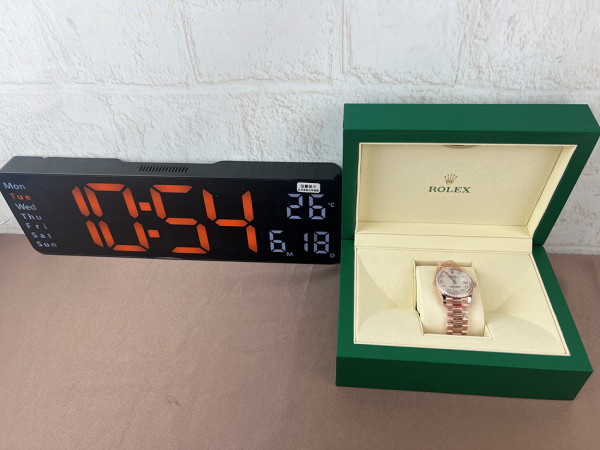 Mon
Tue
Wed
Thu
Fri
Sat
Sun
10:54
26 °C
6 M 18 D
ROLEX